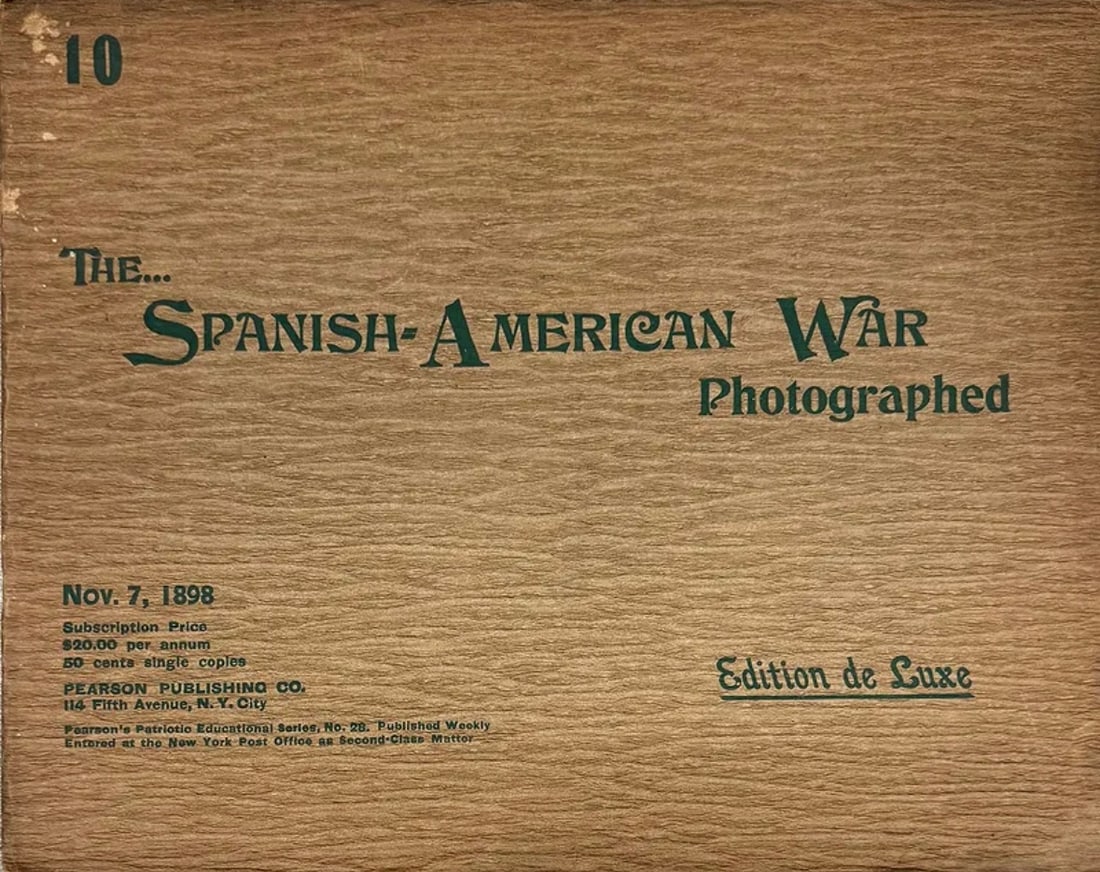 10
THE...
SPANISH-AMERICAN WAR
Photographed
Nov. 7, 1898
Subscription Price
$20.00 per annum
50 cents single copies
PEARSON PUBLISHING CO.
114 Fifth Avenue, N. Y. City
Pearson's Patriotic Educational Series, No. 28. Published Weekly
Entered at the New York Post Office as Second-Class Matter
Edition de Luxe